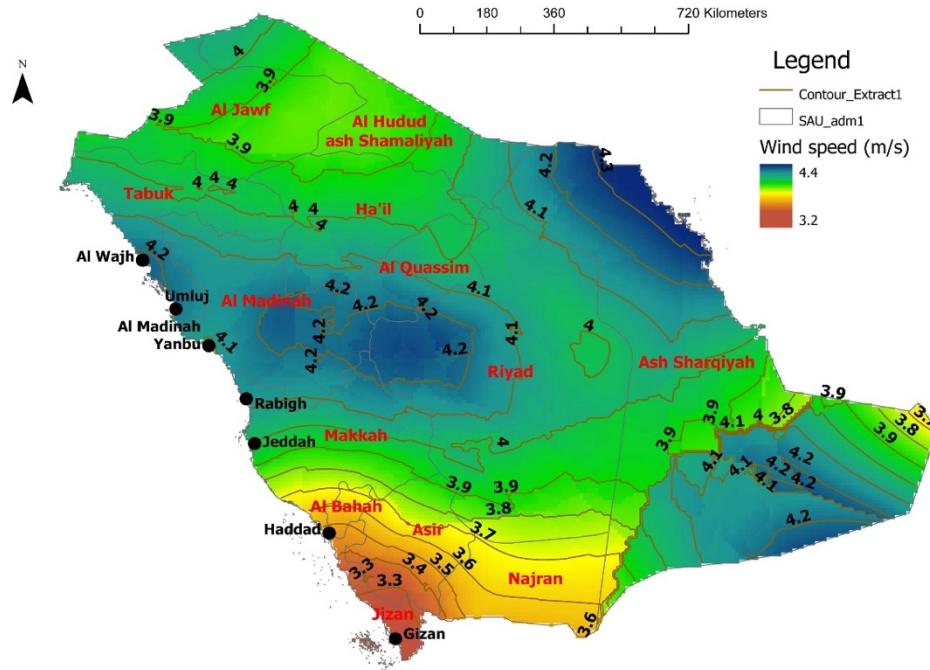 0 180 360 720 Kilometers
N
Legend
Contour_Extract1
SAU_adm1
Wind speed (m/s)
4.4
3.2
4
3.9
Al Jawf
3.9
Al Hudud
ash Shamaliyah
3.9
4.2
4.3
4 4 4
Tabuk
4 4
Ha'il
4
4.1
4.2
Al Wajh
Al Quassim
4.1
Umluj
Al Madinah
4.2
4.2
4.2
Al Madinah
Yanbu
4.1
4.2
4.2
4.2
4.1
Riyad
4
Ash Sharqiyah
Rabigh
Makkah
Jeddah
4
3.9
3.9
4.1
4
3.8
3.9
3.8
3.9
3.9
4.1
4.1
4.2
4.2
4.2
4.1
4.2
3.9
3.9
3.8
Al Bahah
3.7
Haddad
Asir
3.6
3.5
3.4
3.3
3.3
Najran
Jizan
3.6
Gizan